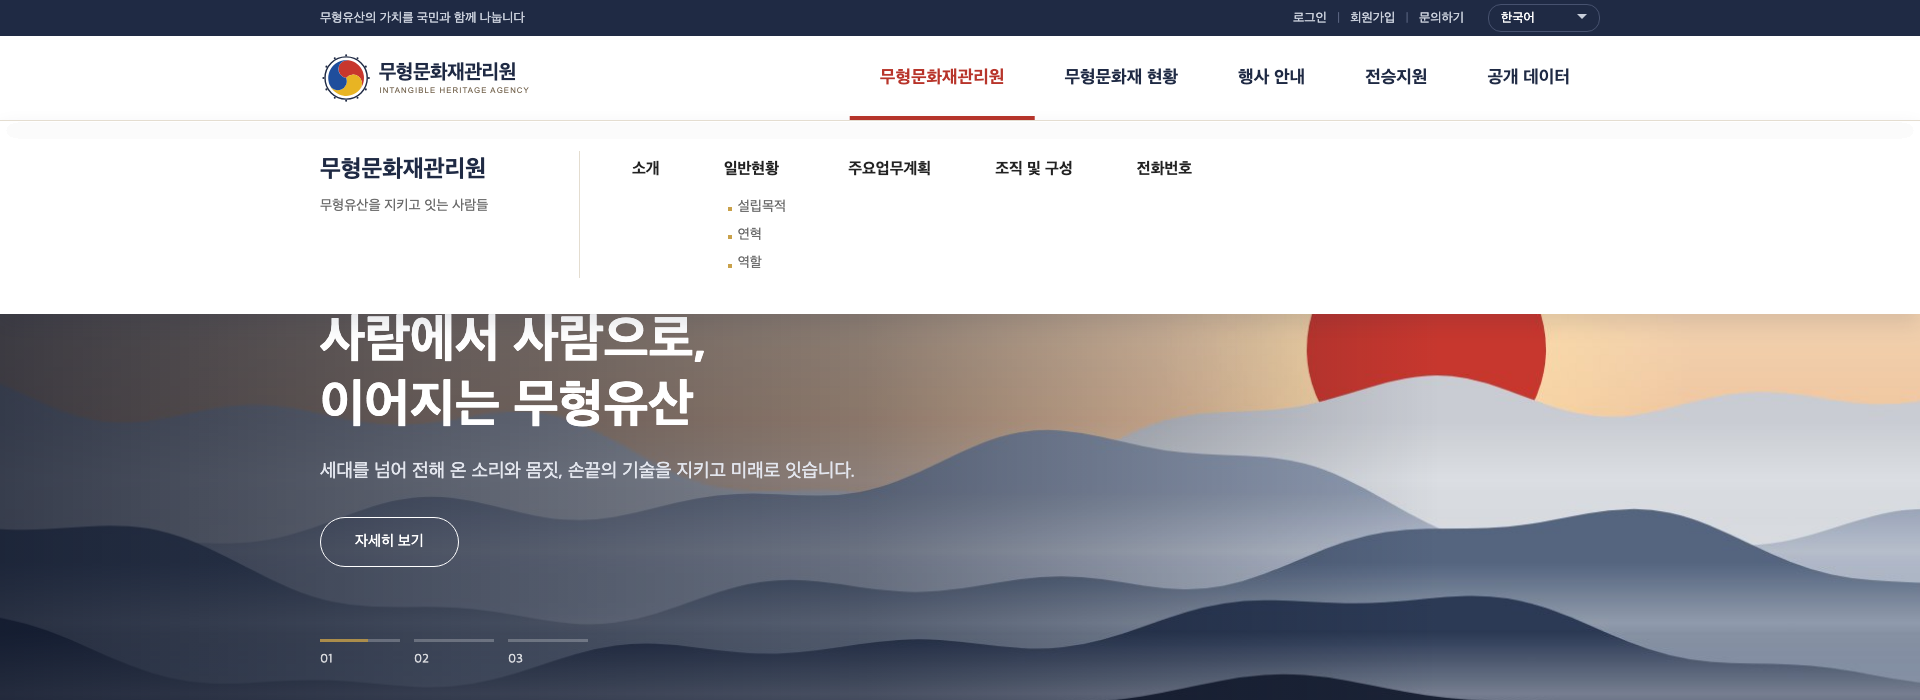 무형유산의 가치를 국민과 함께 나눕니다
로그인 회원가입 문의하기 한국어
무형문화재관리원
INTANGIBLE HERITAGE AGENCY
무형문화재관리원 무형문화재 현황 행사 안내 전승지원 공개 데이터
무형문화재관리원
무형유산을 지키고 잇는 사람들
소개 일반현황 주요업무계획 조직 및 구성 전화번호
설립목적
연혁
역할
사람에서 사람으로,
이어지는 무형유산
세대를 넘어 전해 온 소리와 몸짓, 손끝의 기술을 지키고 미래로 잇습니다.
자세히 보기
01 02 03